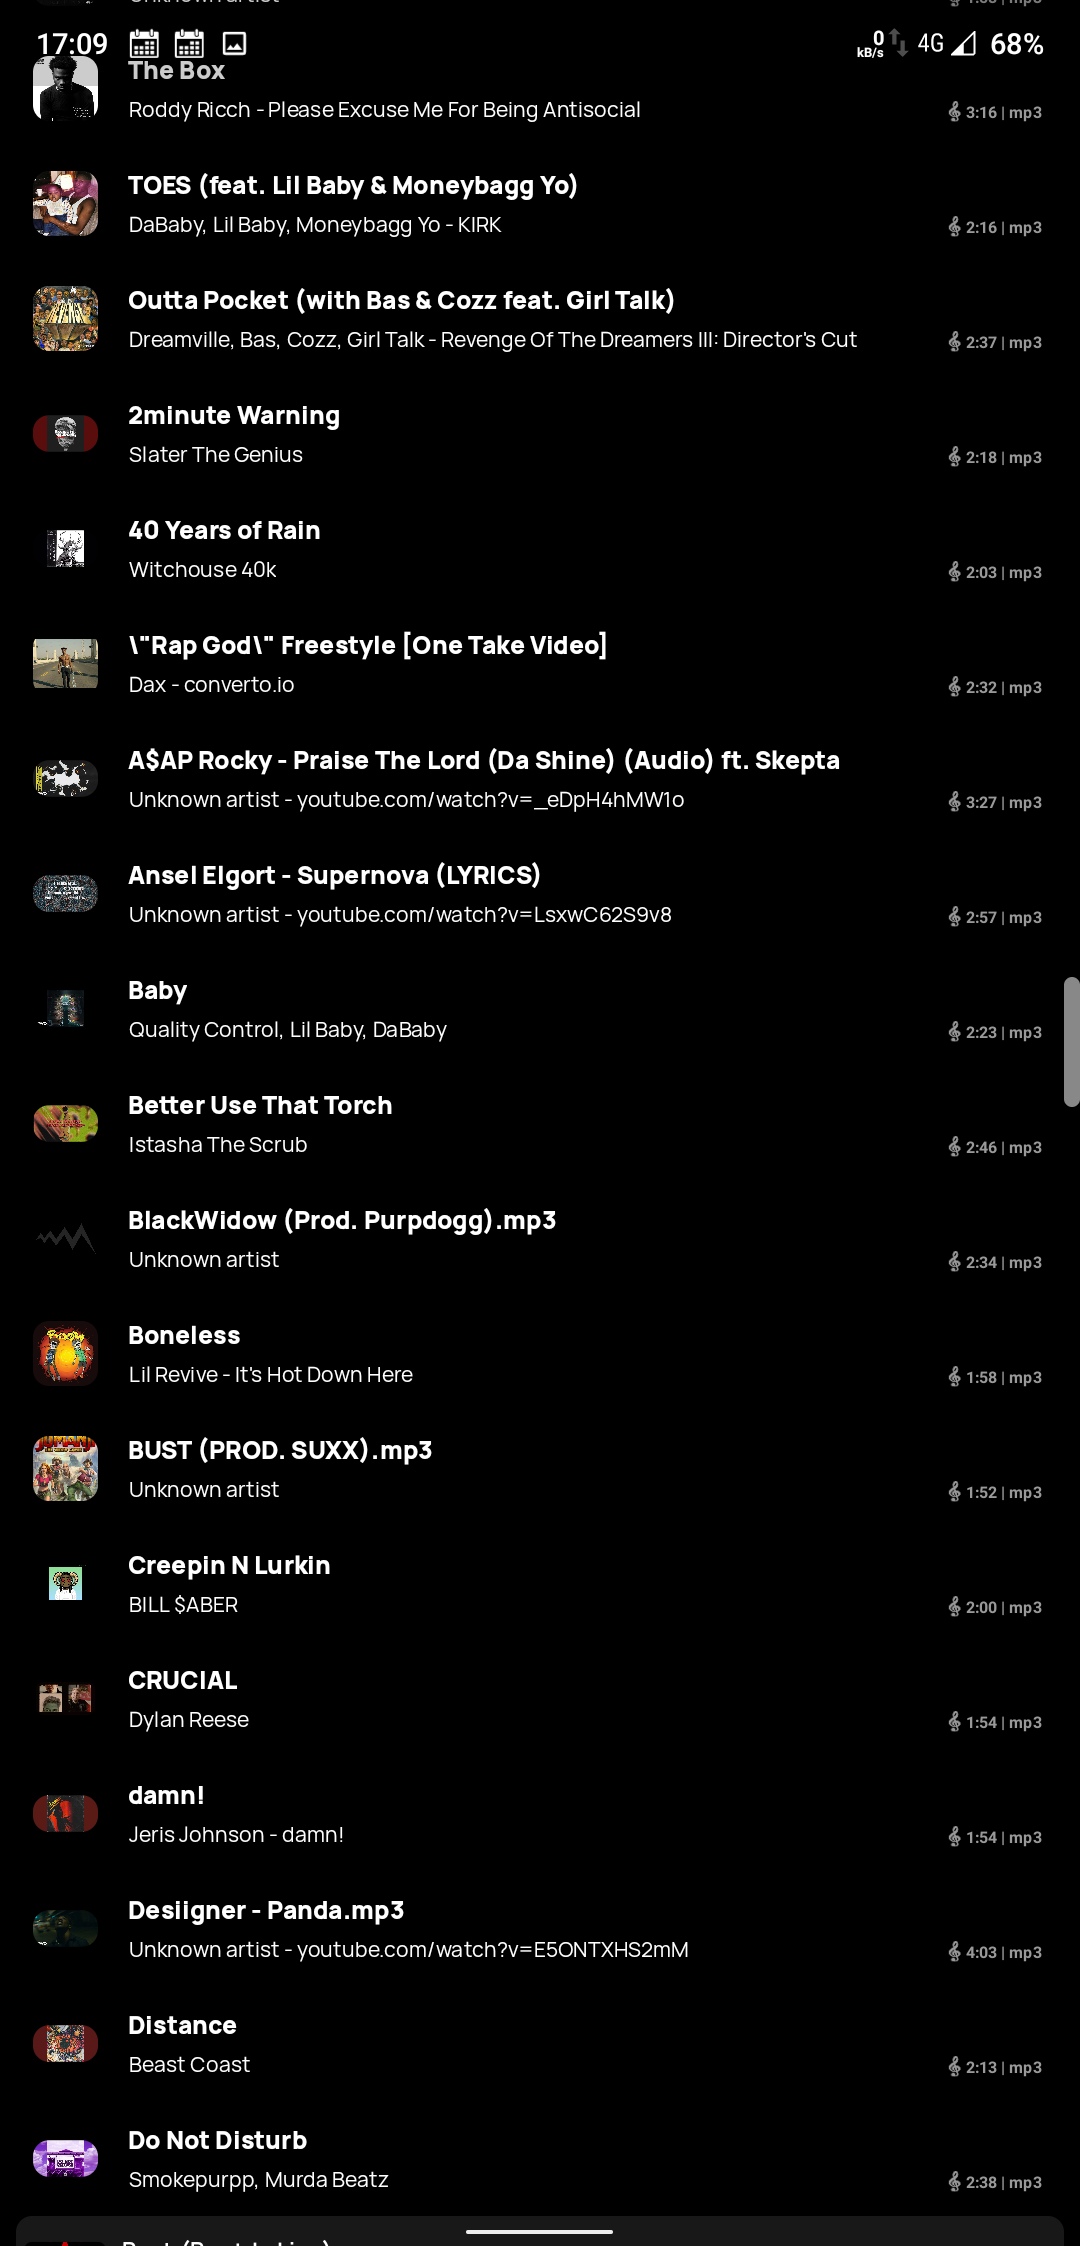 17:09
0
kB/s
4G
68%
The Box
Roddy Ricch - Please Excuse Me For Being Antisocial
3:16 | mp3
TOES (feat. Lil Baby & Moneybagg Yo)
DaBaby, Lil Baby, Moneybagg Yo - KIRK
2:16 | mp3
Outta Pocket (with Bas & Cozz feat. Girl Talk)
Dreamville, Bas, Cozz, Girl Talk - Revenge Of The Dreamers III: Director's Cut
2:37 | mp3
2minute Warning
Slater The Genius
2:18 | mp3
40 Years of Rain
Witchouse 40k
2:03 | mp3
\"Rap God\" Freestyle [One Take Video]
Dax - converto.io
2:32 | mp3
A$AP Rocky - Praise The Lord (Da Shine) (Audio) ft. Skepta
Unknown artist - youtube.com/watch?v=_eDpH4hMW1o
3:27 | mp3
Ansel Elgort - Supernova (LYRICS)
Unknown artist - youtube.com/watch?v=LsxwC62S9v8
2:57 | mp3
Baby
Quality Control, Lil Baby, DaBaby
2:23 | mp3
Better Use That Torch
Istasha The Scrub
2:46 | mp3
BlackWidow (Prod. Purpdogg).mp3
Unknown artist
2:34 | mp3
Boneless
Lil Revive - It's Hot Down Here
1:58 | mp3
BUST (PROD. SUXX).mp3
Unknown artist
1:52 | mp3
Creepin N Lurkin
BILL $ABER
2:00 | mp3
CRUCIAL
Dylan Reese
1:54 | mp3
damn!
Jeris Johnson - damn!
1:54 | mp3
Desiigner - Panda.mp3
Unknown artist - youtube.com/watch?v=E5ONTXHS2mM
4:03 | mp3
Distance
Beast Coast
2:13 | mp3
Do Not Disturb
Smokepurpp, Murda Beatz
2:38 | mp3